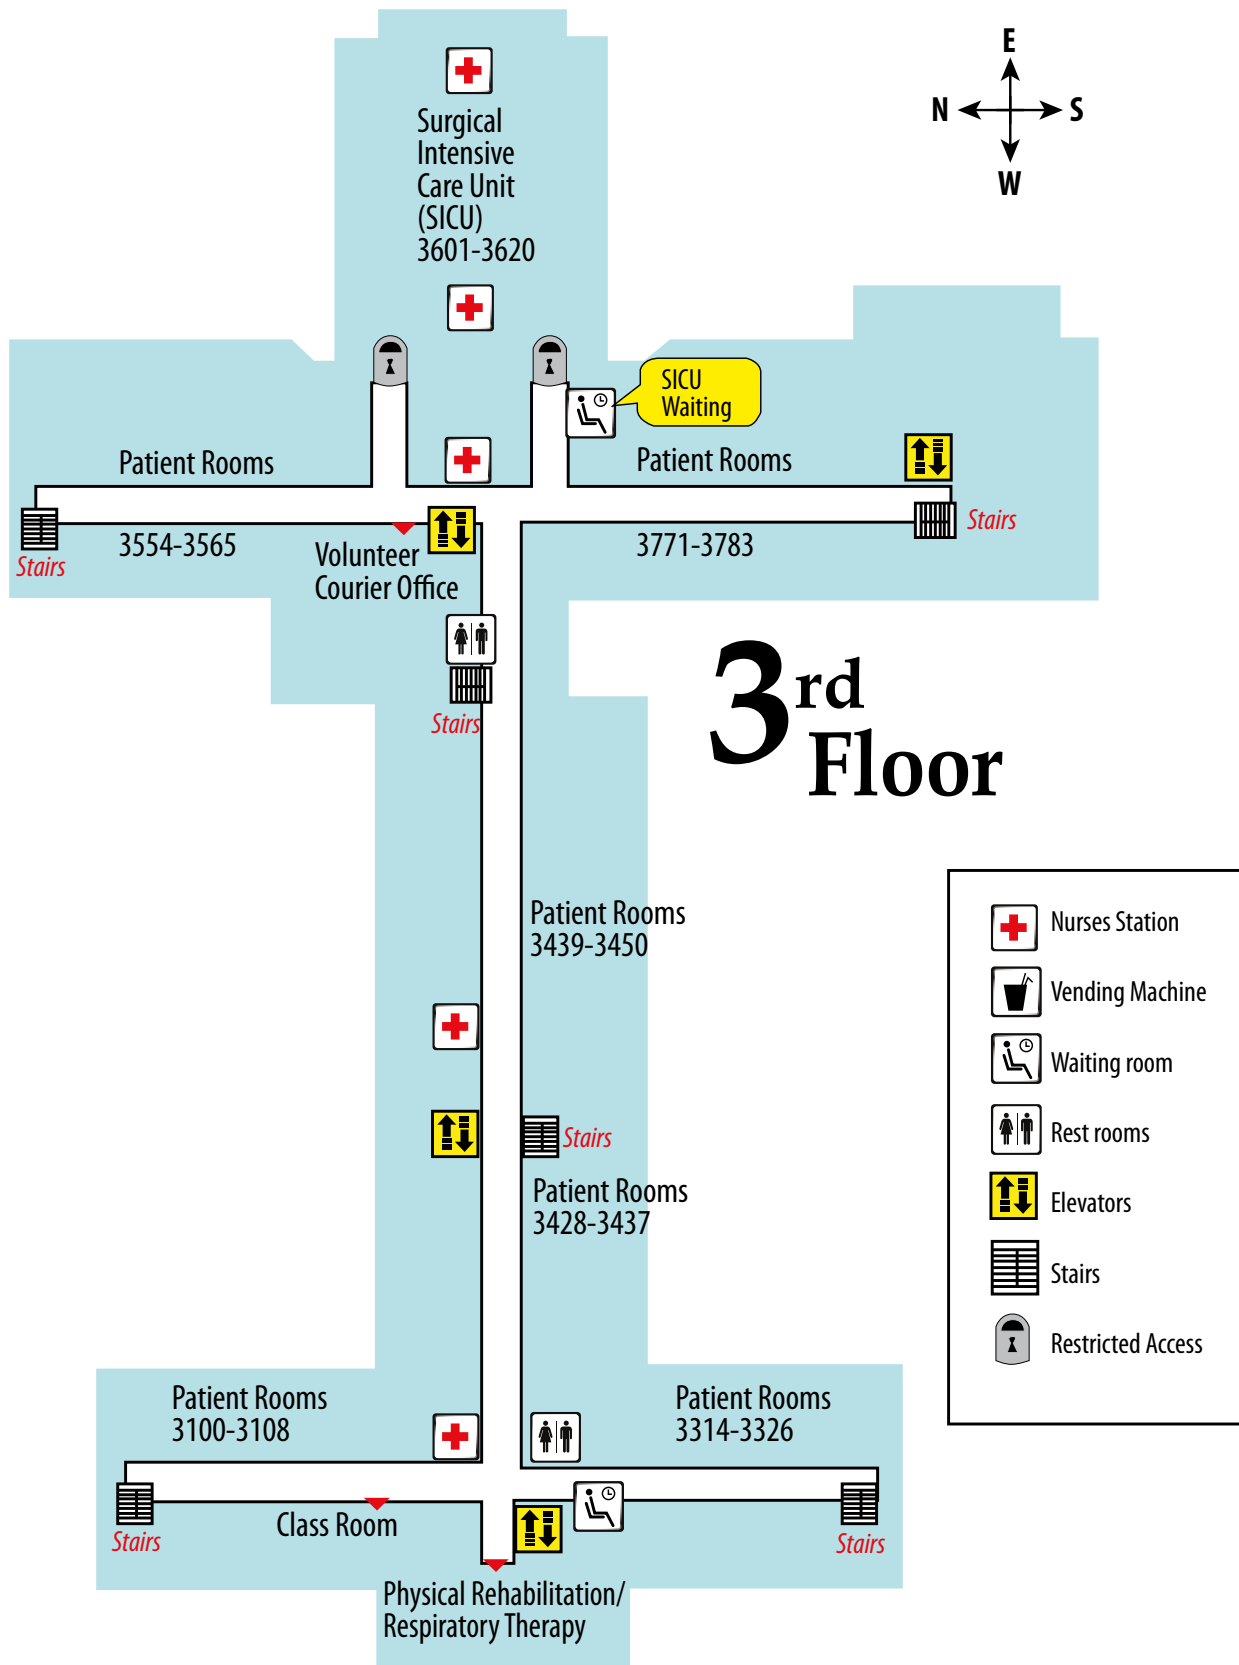 E
N
S
W
Surgical
Intensive
Care Unit
(SICU)
3601-3620
SICU
Waiting
Patient Rooms
Patient Rooms
Stairs
3554-3565
3771-3783
Stairs
Volunteer
Courier Office
3rd
Floor
Stairs
Patient Rooms
3439-3450
Nurses Station
Vending Machine
Waiting room
Rest rooms
Elevators
Stairs
Restricted Access
Stairs
Patient Rooms
3428-3437
Patient Rooms
3100-3108
Patient Rooms
3314-3326
Class Room
Stairs
Stairs
Physical Rehabilitation/
Respiratory Therapy